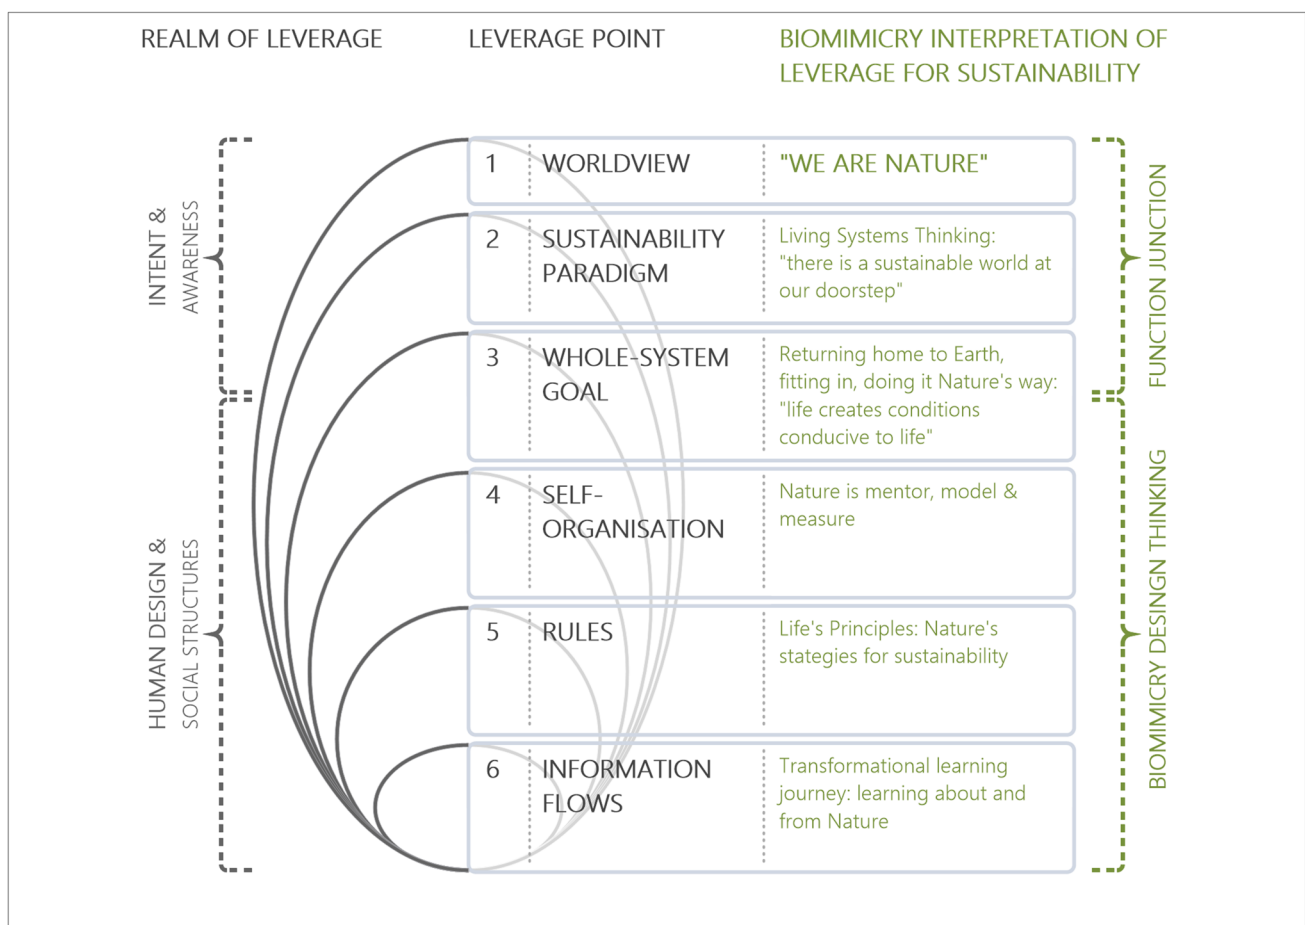 REALM OF LEVERAGE
LEVERAGE POINT
BIOMIMICRY INTERPRETATION OF
LEVERAGE FOR SUSTAINABILITY
INTENT &
AWARENESS
HUMAN DESIGN &
SOCIAL STRUCTURES
1
WORLDVIEW
"WE ARE NATURE"
2
SUSTAINABILITY
PARADIGM
Living Systems Thinking:
"there is a sustainable world at
our doorstep"
3
WHOLE-SYSTEM
GOAL
Returning home to Earth,
fitting in, doing it Nature's way:
"life creates conditions
conducive to life"
4
SELF-
ORGANISATION
Nature is mentor, model &
measure
5
RULES
Life's Principles: Nature's
stategies for sustainability
6
INFORMATION
FLOWS
Transformational learning
journey: learning about and
from Nature
FUNCTION JUNCTION
BIOMIMICRY DESINGN THINKING